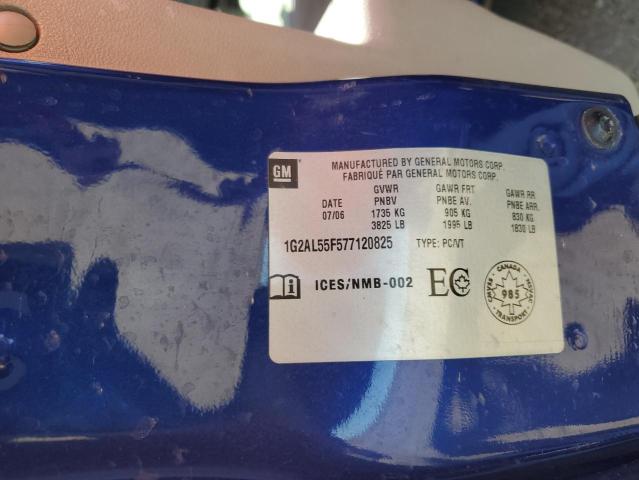 GM
MANUFACTURED BY GENERAL MOTORS CORP.
FABRIQUÉ PAR GENERAL MOTORS CORP.
GVWR GAWR FRT GAWR RR
DATE PNBV PNBE AV. PNBE ARR.
07/06 1735 KG 905 KG 830 KG
3825 LB 1995 LB 1830 LB
1G2AL55F577120825 TYPE: PC/VT
ICES/NMB-002 EC
CANADA
985
TRANSPORT